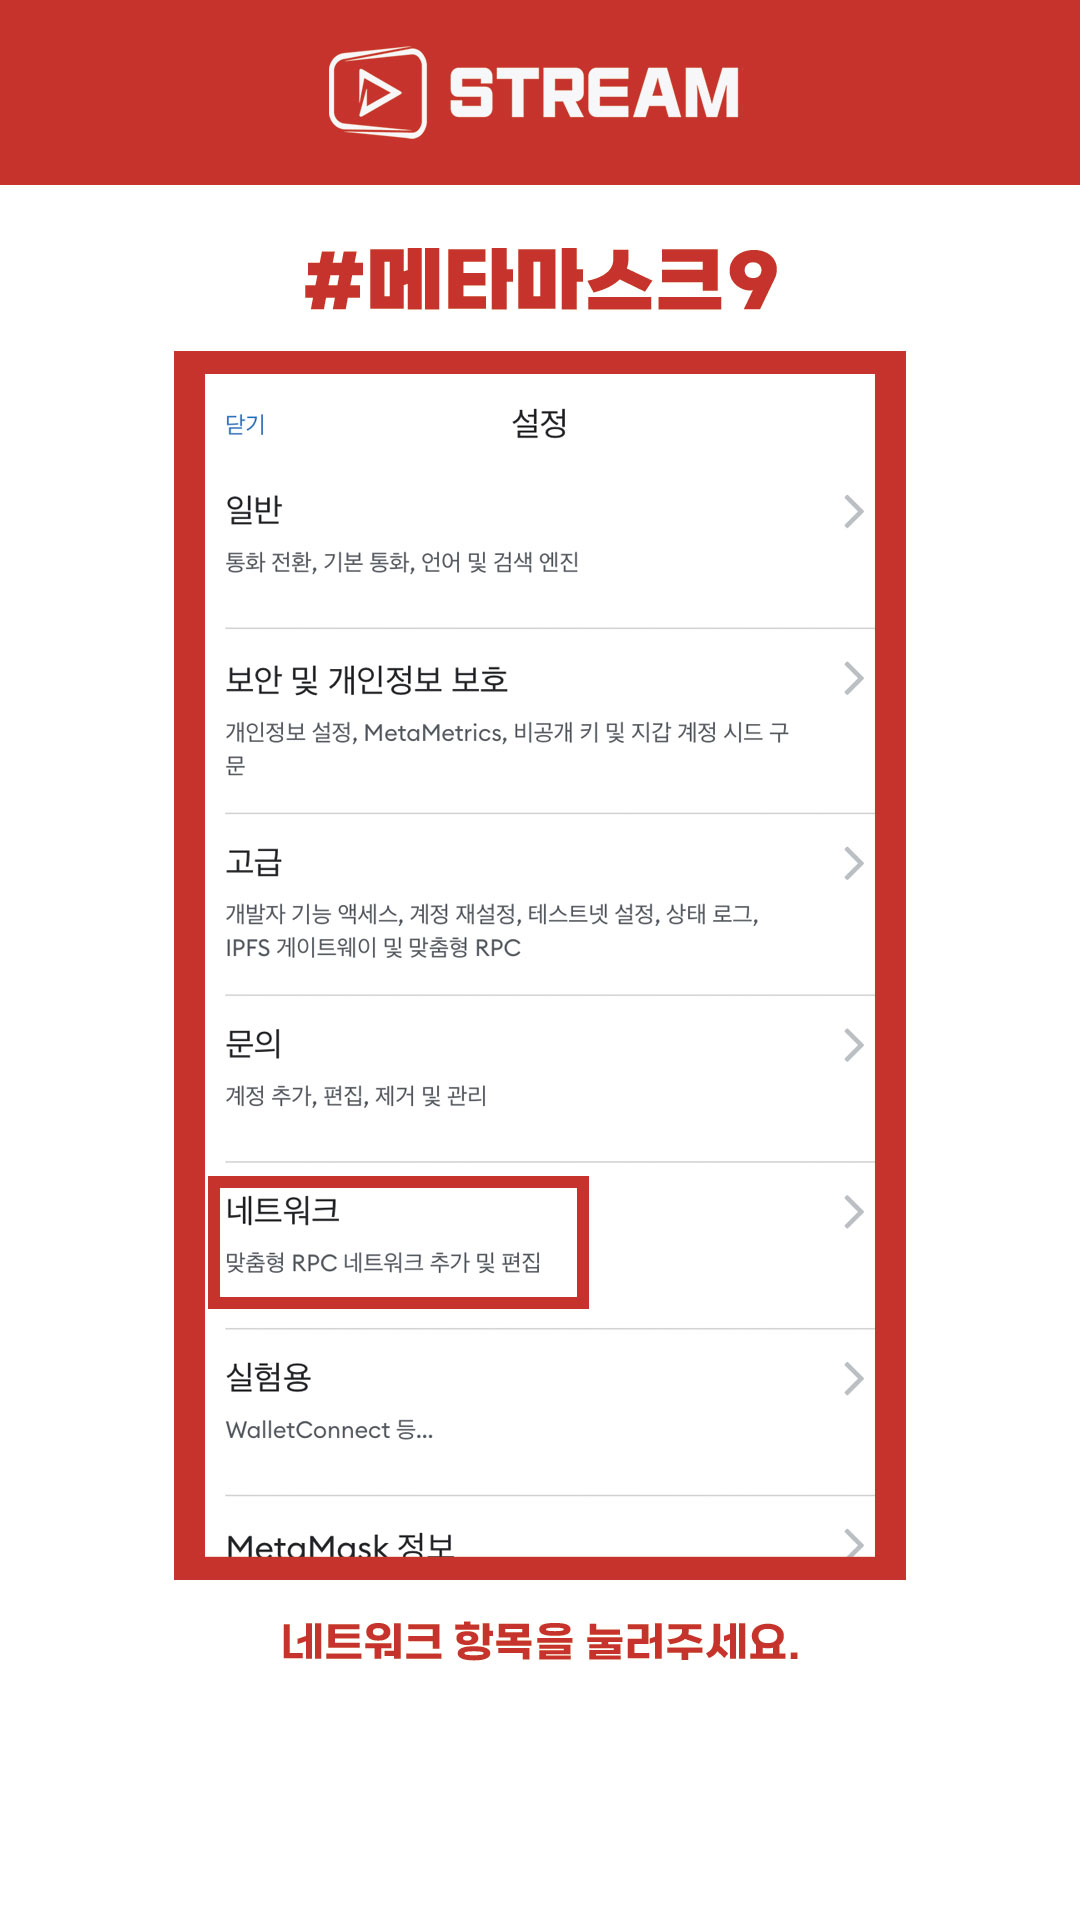 STREAM
#메타마스크9
닫기
설정
일반
통화 전환, 기본 통화, 언어 및 검색 엔진
보안 및 개인정보 보호
개인정보 설정, MetaMetrics, 비공개 키 및 지갑 계정 시드 구
문
고급
개발자 기능 액세스, 계정 재설정, 테스트넷 설정, 상태 로그,
IPFS 게이트웨이 및 맞춤형 RPC
문의
계정 추가, 편집, 제거 및 관리
네트워크
맞춤형 RPC 네트워크 추가 및 편집
실험용
WalletConnect 등...
MetaMask 정보
네트워크 항목을 눌러주세요.